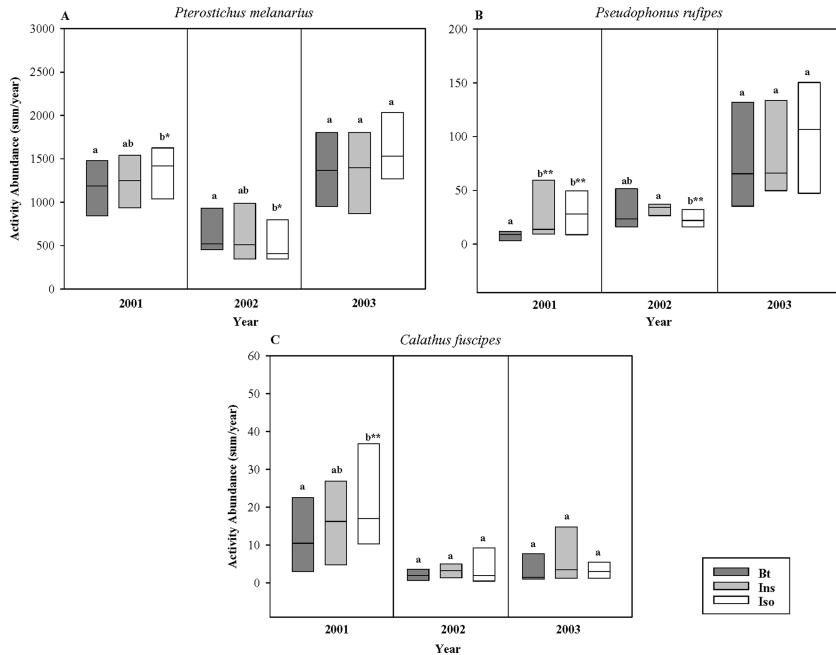 A
Pterostichus melanarius
3000
2500
2000
1500
1000
500
0
Activity Abundance (sum/year)
a
ab
b*
a
ab
b*
a
a
a
2001
2002
2003
Year
B
Pseudophonus rufipes
200
150
100
50
0
a
b**
b**
ab
a
b**
a
a
a
2001
2002
2003
Year
C
Calathus fuscipes
60
50
40
30
20
10
0
Activity Abundance (sum/year)
a
ab
b**
a
a
a
a
a
a
2001
2002
2003
Year
Bt
Ins
Iso